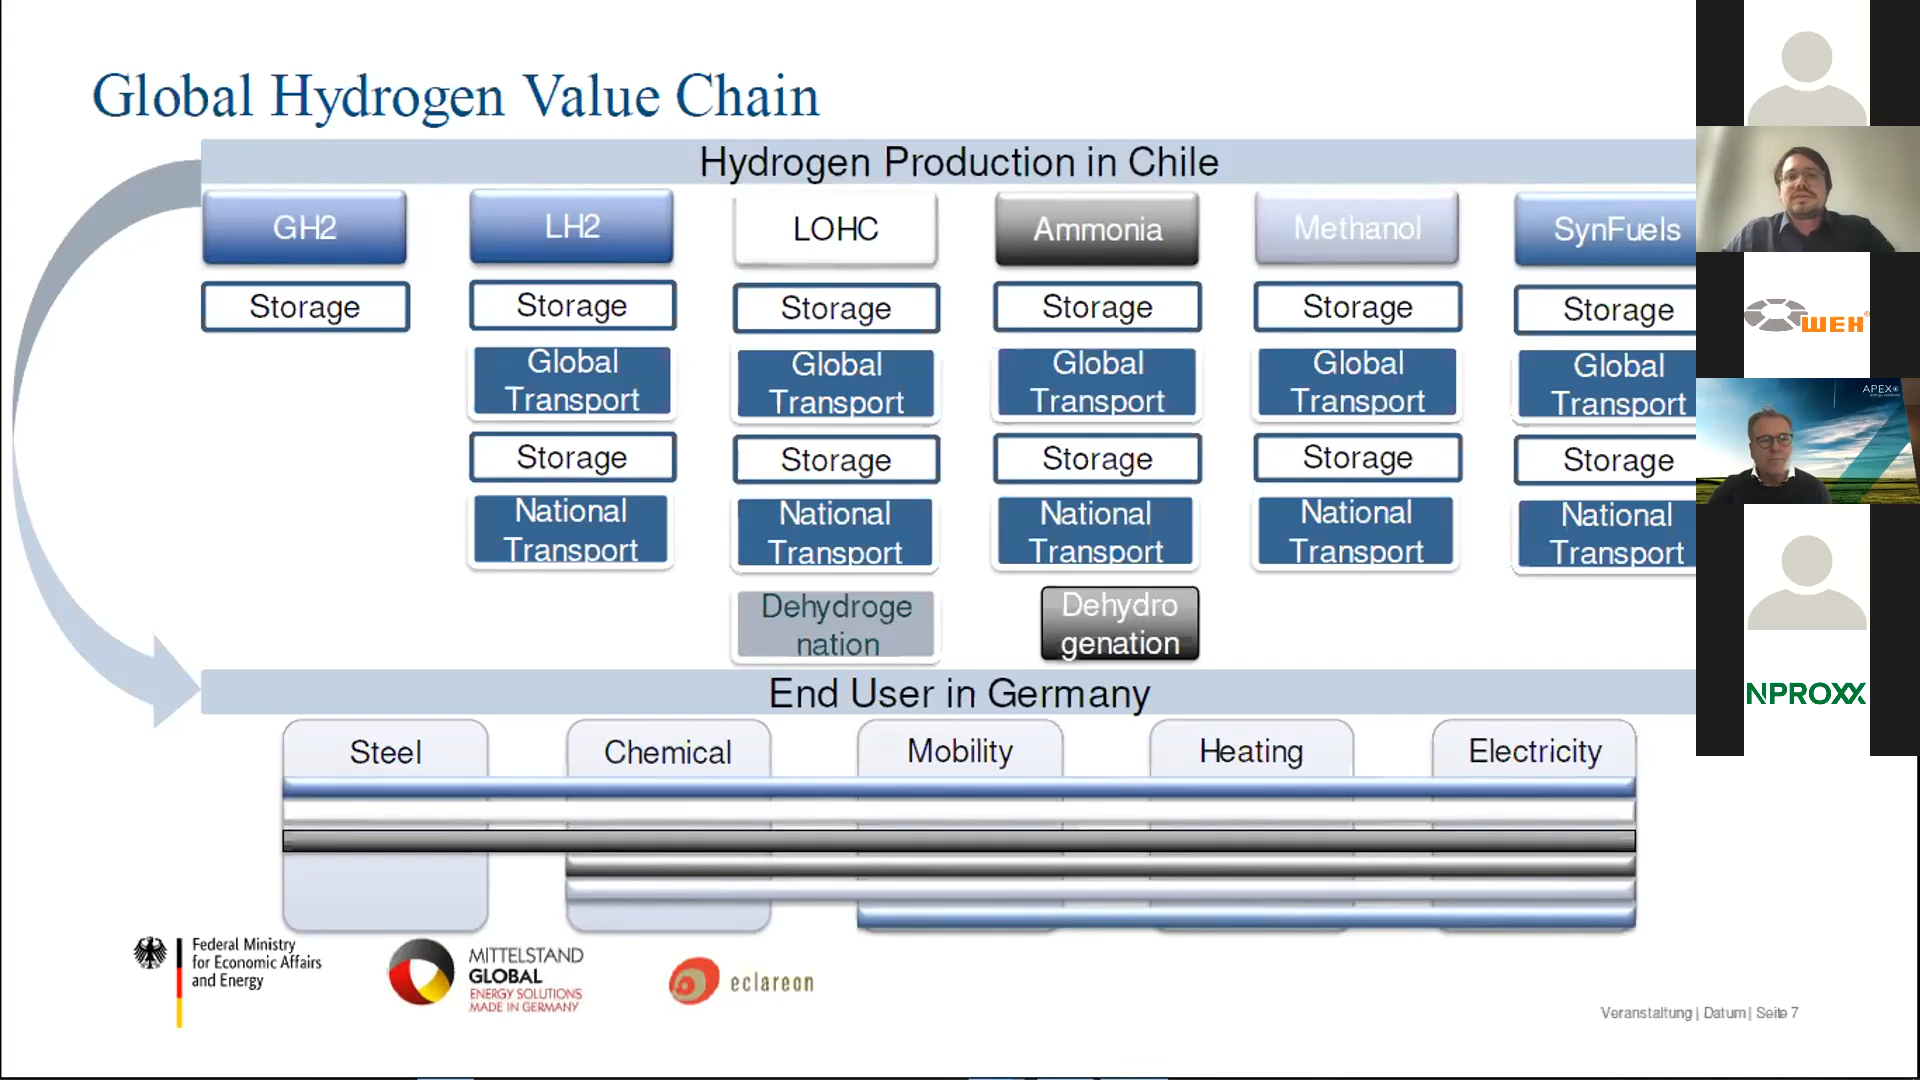 Global Hydrogen Value Chain
Hydrogen Production in Chile
GH2
LH2
LOHC
Ammonia
Methanol
SynFuels
Storage
Storage
Storage
Storage
Storage
Storage
Global
Transport
Global
Transport
Global
Transport
Global
Transport
Global
Transport
Storage
Storage
Storage
Storage
Storage
National
Transport
National
Transport
National
Transport
National
Transport
National
Transport
Dehydroge
nation
Dehydro
genation
End User in Germany
Steel
Chemical
Mobility
Heating
Electricity
Federal Ministry
for Economic Affairs
and Energy
MITTELSTAND
GLOBAL
ENERGY SOLUTIONS
MADE IN GERMANY
eclareon
Veranstaltung | Datum | Seite 7
WEH®
APEX
energy solutions
NPROXX